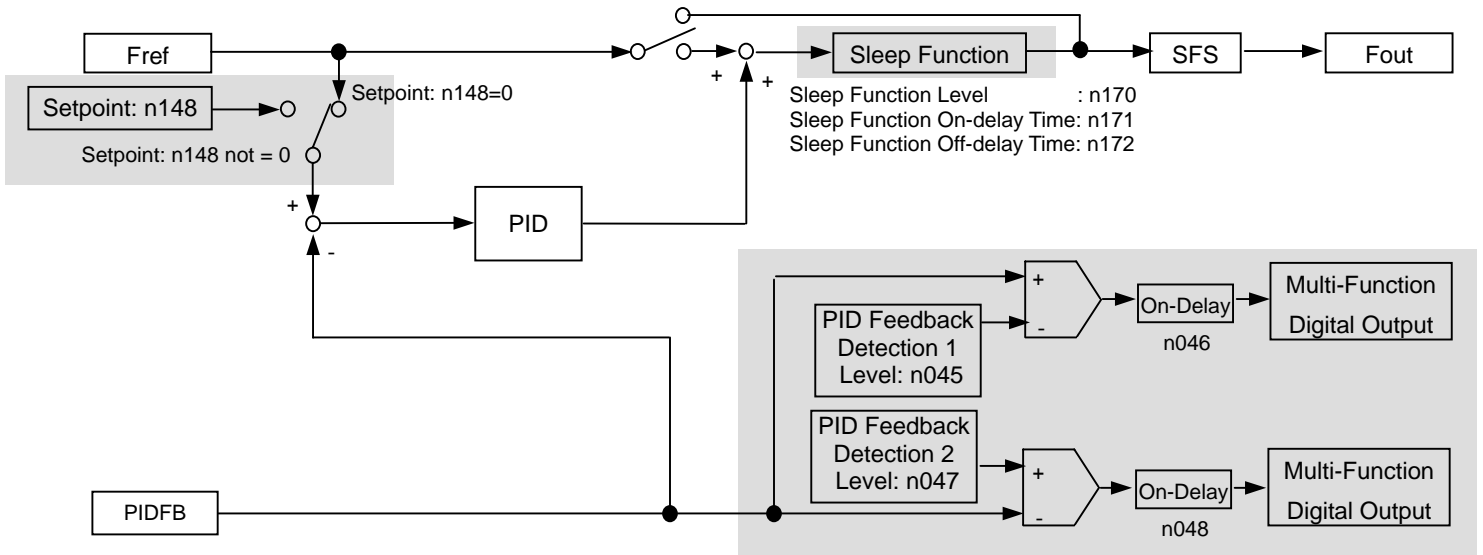 Fref
Sleep Function
SFS
Fout
+
+
Setpoint: n148
Setpoint: n148=0
Sleep Function Level : n170
Sleep Function On-delay Time: n171
Sleep Function Off-delay Time: n172
Setpoint: n148 not = 0
+
-
PID
PID Feedback
Detection 1
Level: n045
+
-
On-Delay
n046
Multi-Function
Digital Output
PID Feedback
Detection 2
Level: n047
+
-
On-Delay
n048
Multi-Function
Digital Output
PIDFB